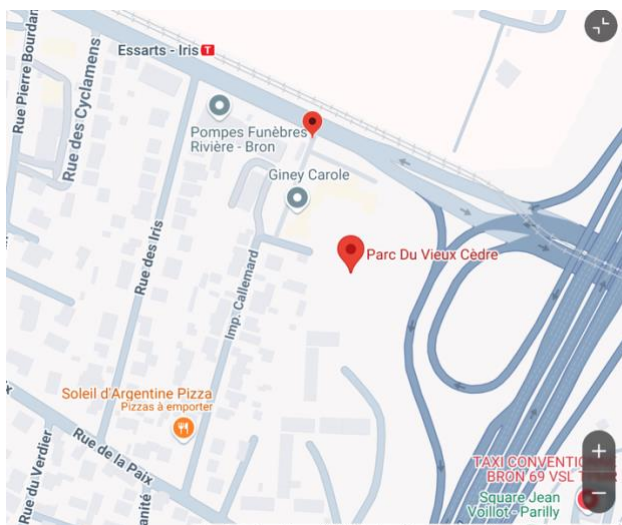 Essarts - Iris T
Rue Pierre Bourdan
Rue des Cyclamens
Pompes Funèbres
Rivière - Bron
Giney Carole
Rue des Iris
Parc Du Vieux Cèdre
Imp. Callemard
Soleil d'Argentine Pizza
Pizzas à emporter
Rue de la Paix
Rue du Verdier
TAXI CONVENTIO
BRON 69 VSL T
Square Jean
Voillot - Parilly